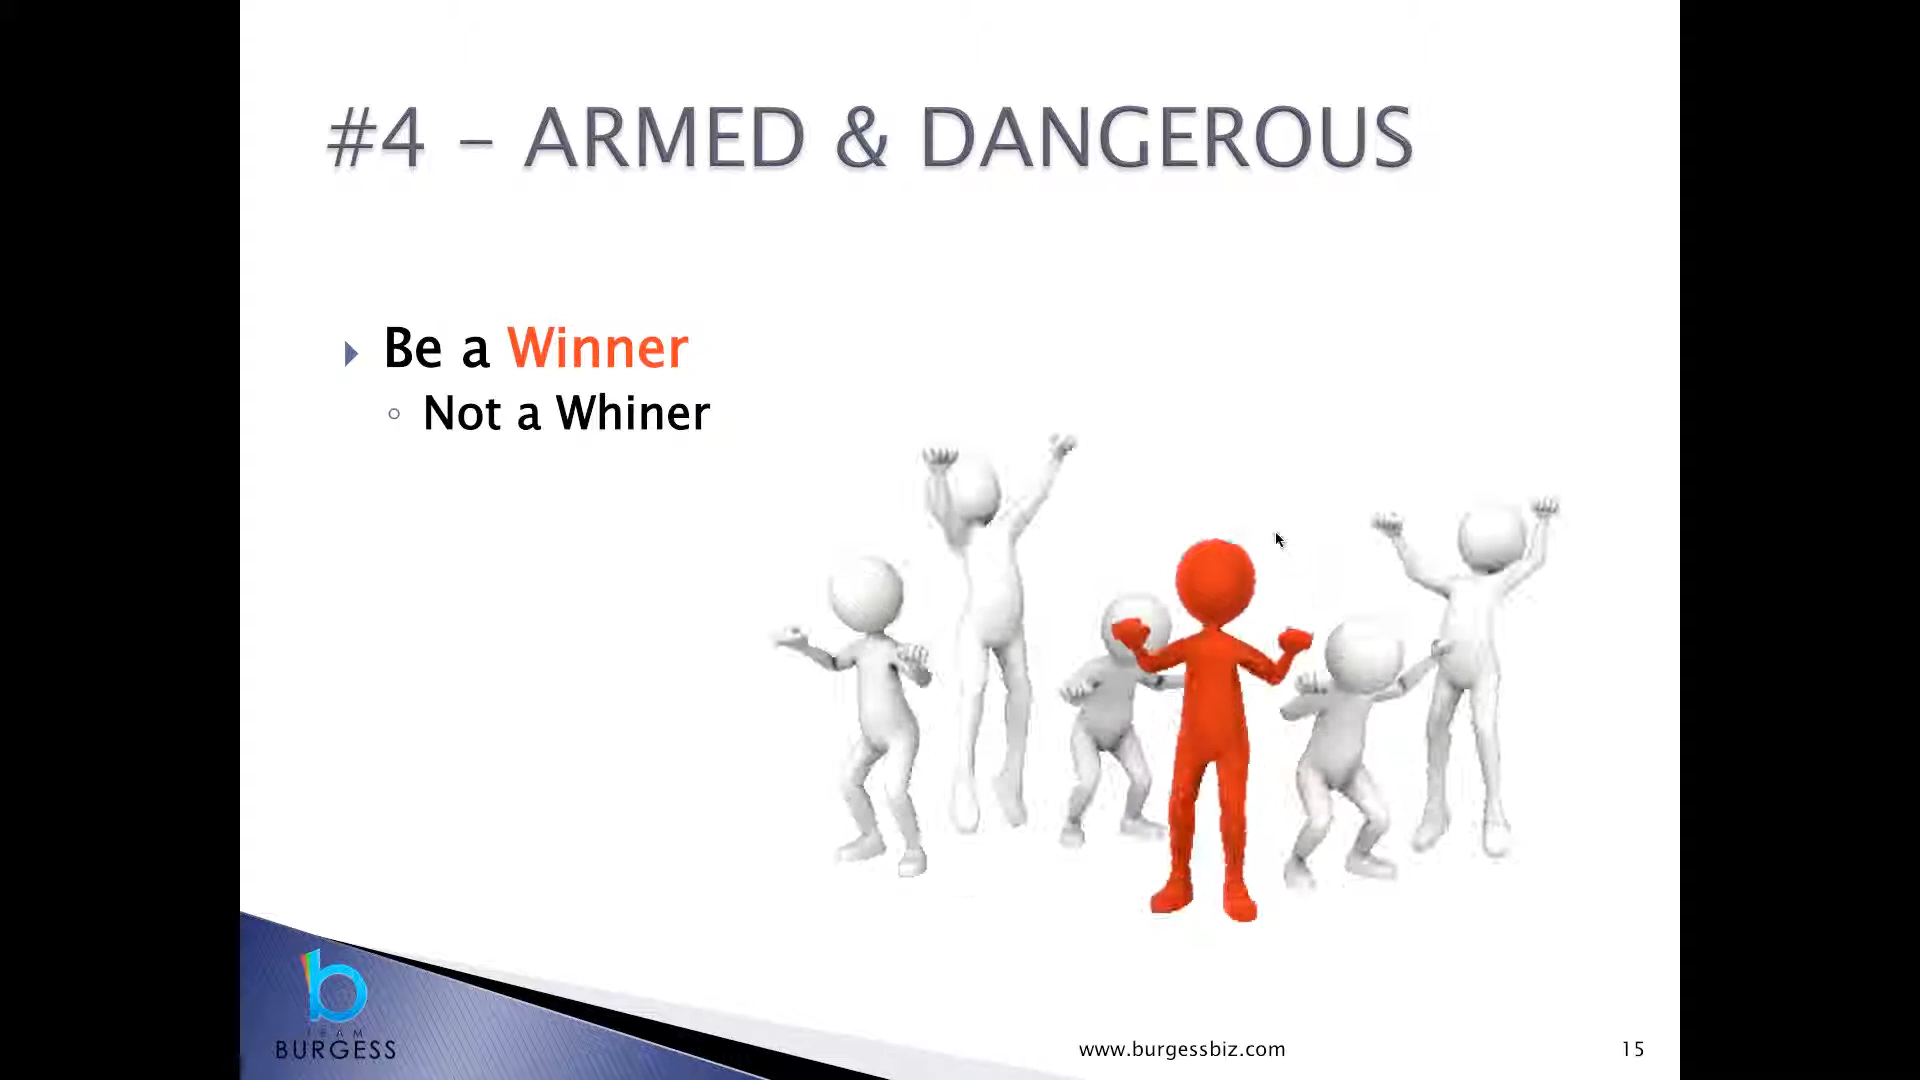 #4 – ARMED & DANGEROUS
Be a Winner
Not a Whiner
TEAM
BURGESS
www.burgessbiz.com
15